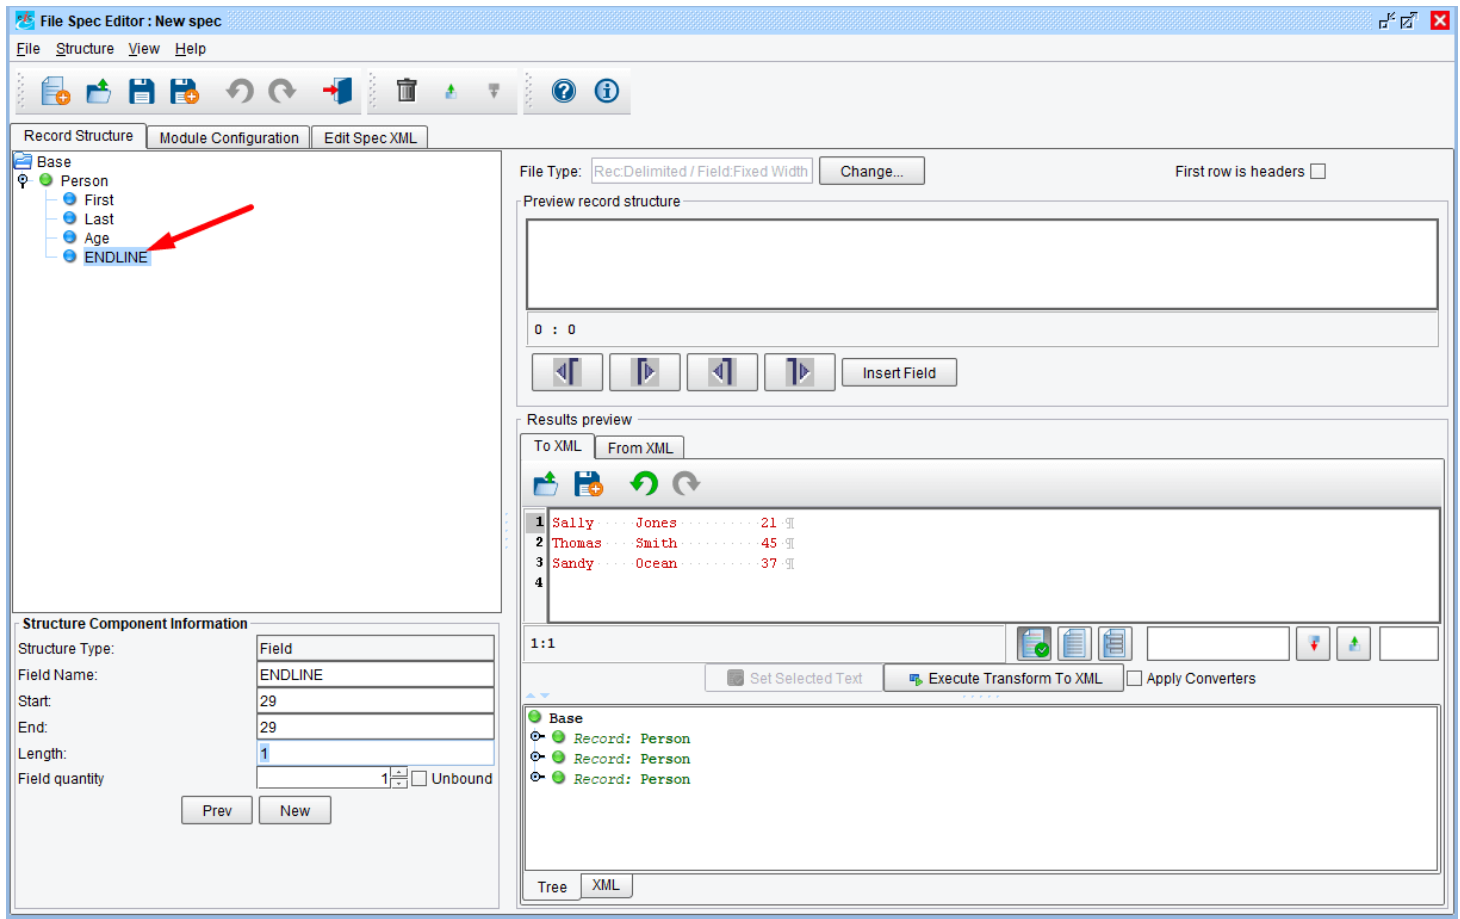 File Spec Editor : New spec
File Structure View Help
Record Structure Module Configuration Edit Spec XML
Base
Person
First
Last
Age
ENDLINE
Structure Component Information
Structure Type: Field
Field Name: ENDLINE
Start: 29
End: 29
Length: 1
Field quantity 1 Unbound
Prev New
File Type: Rec:Delimited / Field:Fixed Width Change... First row is headers
Preview record structure
0 : 0
Insert Field
Results preview
To XML From XML
1 Sally·····Jones··········21·¶
2 Thomas····Smith··········45·¶
3 Sandy·····Ocean··········37·¶
4
1:1
Set Selected Text Execute Transform To XML Apply Converters
Base
Record: Person
Record: Person
Record: Person
Tree XML